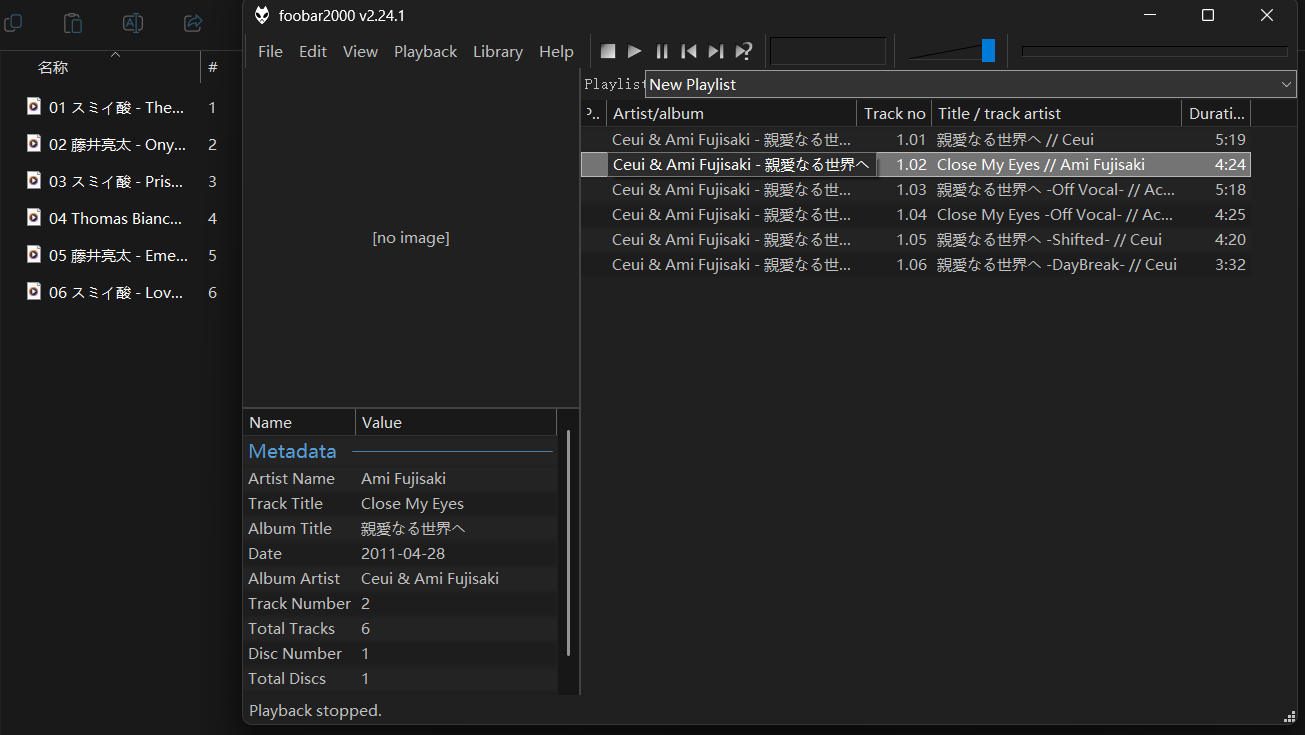 名称 #
01 スミイ酸 - The... 1
02 藤井亮太 - Ony... 2
03 スミイ酸 - Pris... 3
04 Thomas Bianc... 4
05 藤井亮太 - Eme... 5
06 スミイ酸 - Lov... 6
foobar2000 v2.24.1
File Edit View Playback Library Help
[no image]
Playlist New Playlist
P.. Artist/album Track no Title / track artist Durati...
Ceui & Ami Fujisaki - 親愛なる世... 1.01 親愛なる世界へ // Ceui 5:19
Ceui & Ami Fujisaki - 親愛なる世界へ 1.02 Close My Eyes // Ami Fujisaki 4:24
Ceui & Ami Fujisaki - 親愛なる世... 1.03 親愛なる世界へ -Off Vocal- // Ac... 5:18
Ceui & Ami Fujisaki - 親愛なる世... 1.04 Close My Eyes -Off Vocal- // Ac... 4:25
Ceui & Ami Fujisaki - 親愛なる世... 1.05 親愛なる世界へ -Shifted- // Ceui 4:20
Ceui & Ami Fujisaki - 親愛なる世... 1.06 親愛なる世界へ -DayBreak- // Ceui 3:32
Name Value
Metadata
Artist Name Ami Fujisaki
Track Title Close My Eyes
Album Title 親愛なる世界へ
Date 2011-04-28
Album Artist Ceui & Ami Fujisaki
Track Number 2
Total Tracks 6
Disc Number 1
Total Discs 1
Playback stopped.